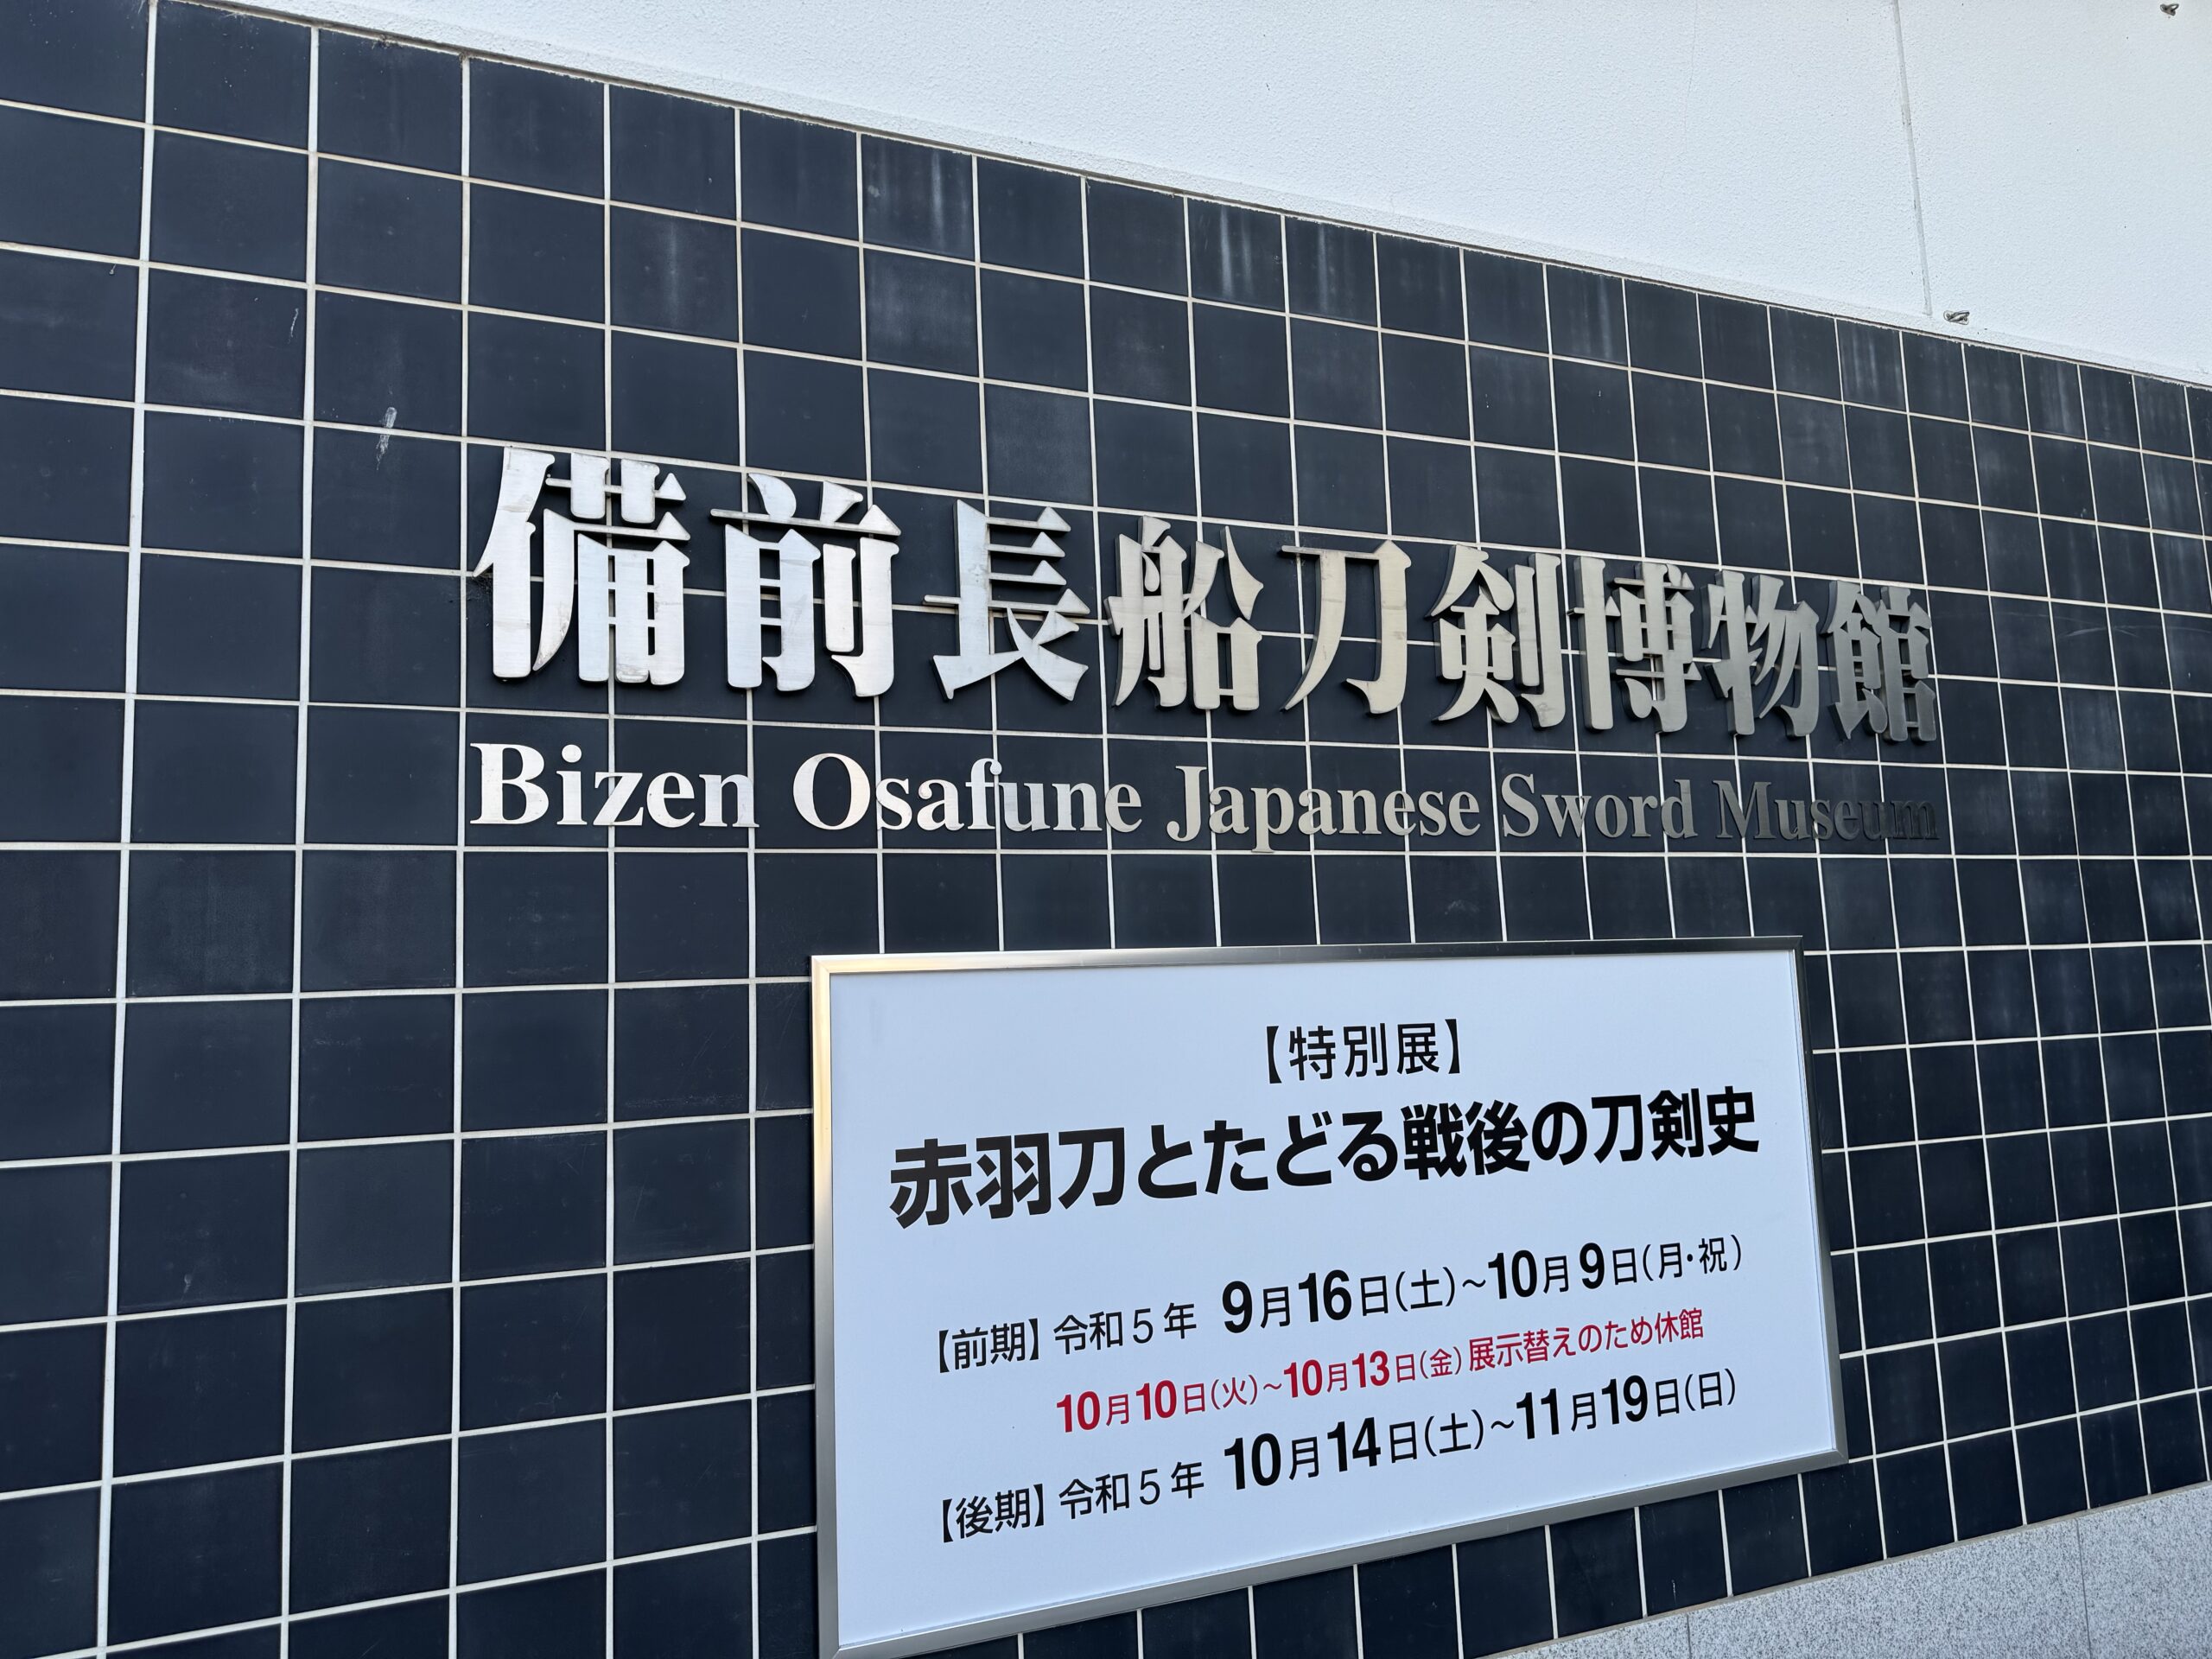 備前長船刀剣博物館
Bizen Osafune Japanese Sword Museum
【特別展】
赤羽刀とたどる戦後の刀剣史
【前期】令和5年 9月16日(土)~10月9日(月・祝)
10月10日(火)~10月13日(金)展示替えのため休館
【後期】令和5年 10月14日(土)~11月19日(日)